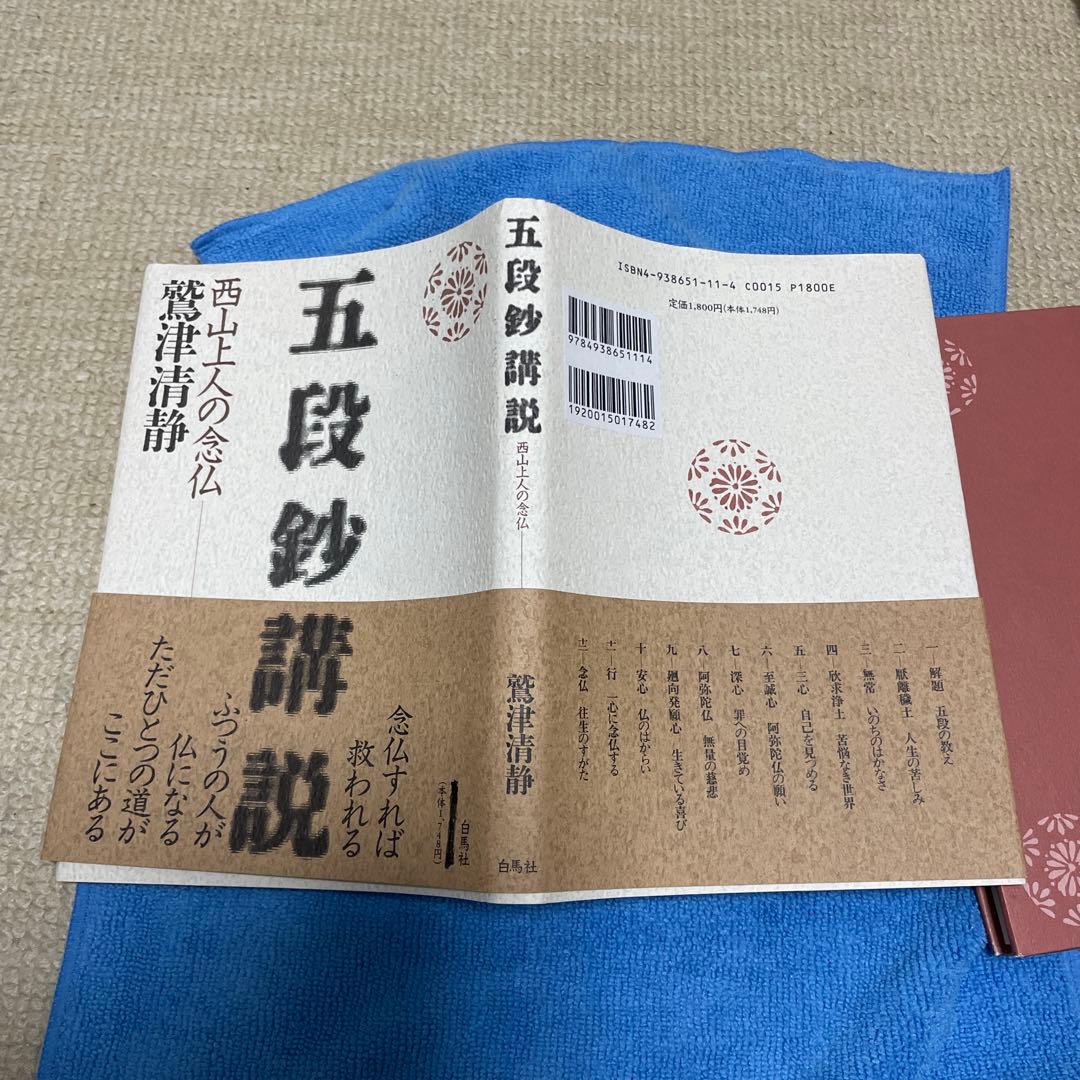 五段鈔講説
西山上人の念仏
鷲津清静
念仏すれば
救われる
ふつうの人が
仏になる
ただひとつの道が
ここにある
白馬社
(本体1,748円)
五段鈔講説
西山上人の念仏
鷲津清静
白馬社
ISBN4-938651-11-4 C0015 P1800E
定価1,800円(本体1,748円)
9784938651114
1920015017482
一─解題 五段の教え
二─厭離穢土 人生の苦しみ
三─無常 いのちのはかなさ
四─欣求浄土 苦悩なき世界
五─三心 自己を見つめる
六─至誠心 阿弥陀仏の願い
七─深心 罪への目覚め
八─阿弥陀仏 無量の慈悲
九─廻向発願心 生きている喜び
十─安心 仏のはからい
十一─行 一心に念仏する
十二─念仏 往生のすがた